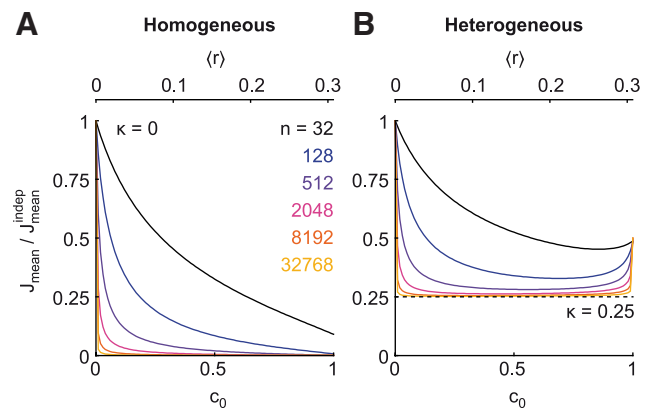 A
Homogeneous
⟨r⟩
0 0.1 0.2 0.3
1
0.75
0.5
0.25
0
J_mean / J_mean^indep
κ = 0
n = 32
128
512
2048
8192
32768
0 0.5 1
c₀
B
Heterogeneous
⟨r⟩
0 0.1 0.2 0.3
1
0.75
0.5
0.25
0
κ = 0.25
0 0.5 1
c₀